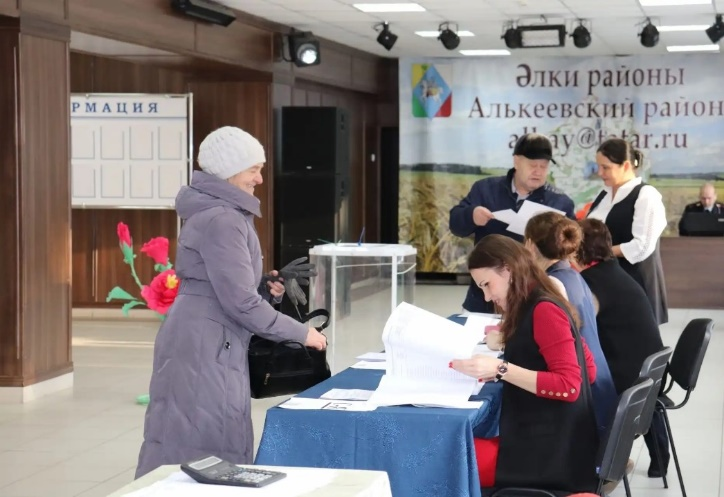 РМАЦИЯ
Әлки районы
Алькеевский район
alkay@tatar.ru